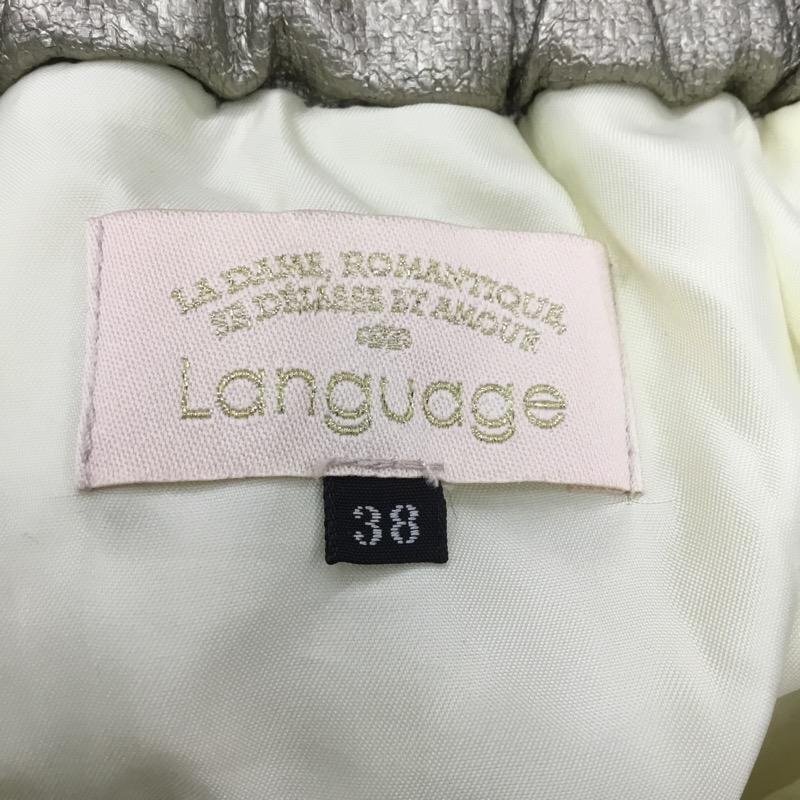 LA DAME, ROMANTIQUE,
SE DÉLASSE ET AMOUR
Language
38